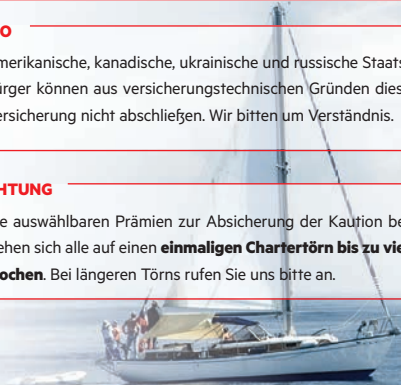 O
merikanische, kanadische, ukrainische und russische Staats
ürger können aus versicherungstechnischen Gründen dies
ersicherung nicht abschließen. Wir bitten um Verständnis.
HTUNG
e auswählbaren Prämien zur Absicherung der Kaution be
ehen sich alle auf einen einmaligen Chartertörn bis zu vie
ochen. Bei längeren Törns rufen Sie uns bitte an.